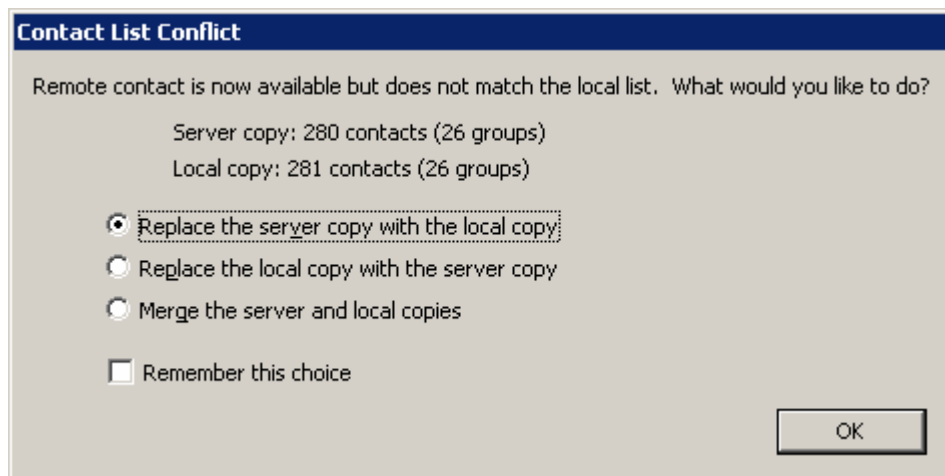 Contact List Conflict
Remote contact is now available but does not match the local list.  What would you like to do?
Server copy: 280 contacts (26 groups)
Local copy: 281 contacts (26 groups)
Replace the server copy with the local copy
Replace the local copy with the server copy
Merge the server and local copies
Remember this choice
OK